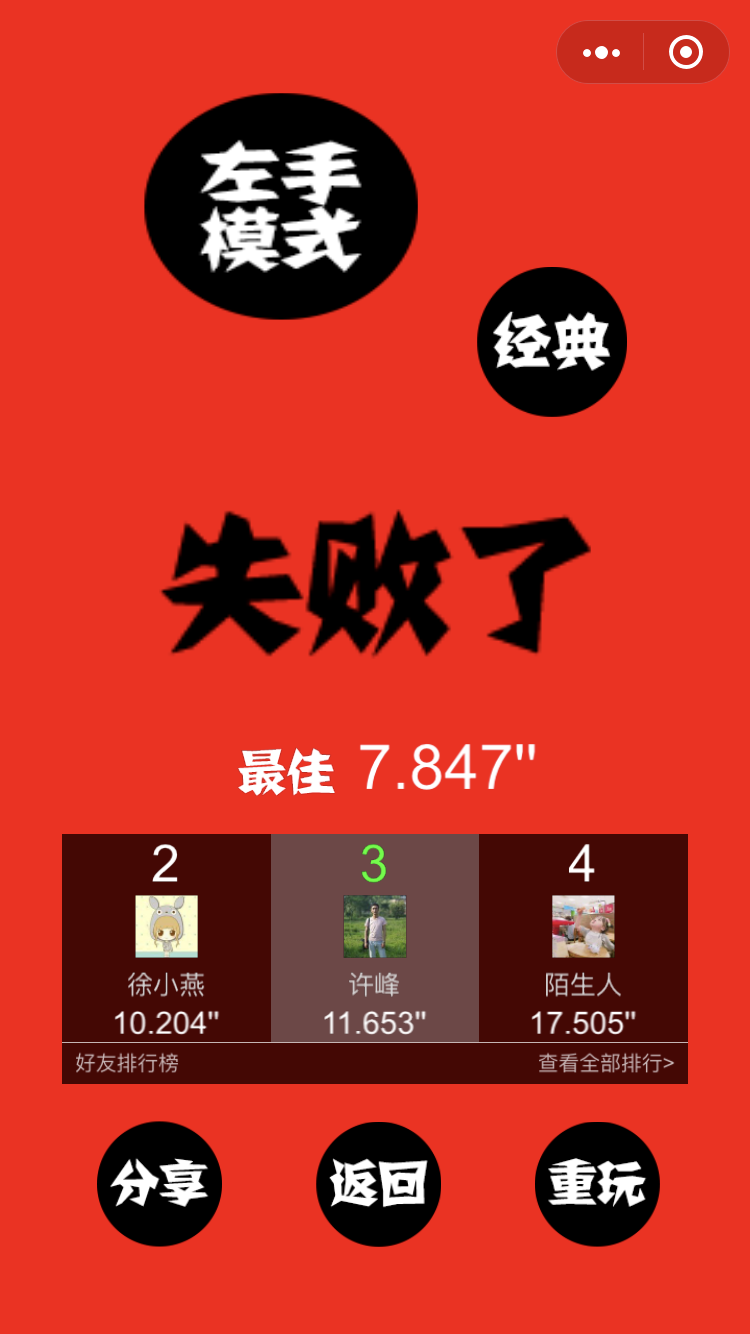 左手
模式
经典
失败了
最佳 7.847"
2
3
4
徐小燕
许峰
陌生人
10.204"
11.653"
17.505"
好友排行榜
查看全部排行>
分享
返回
重玩